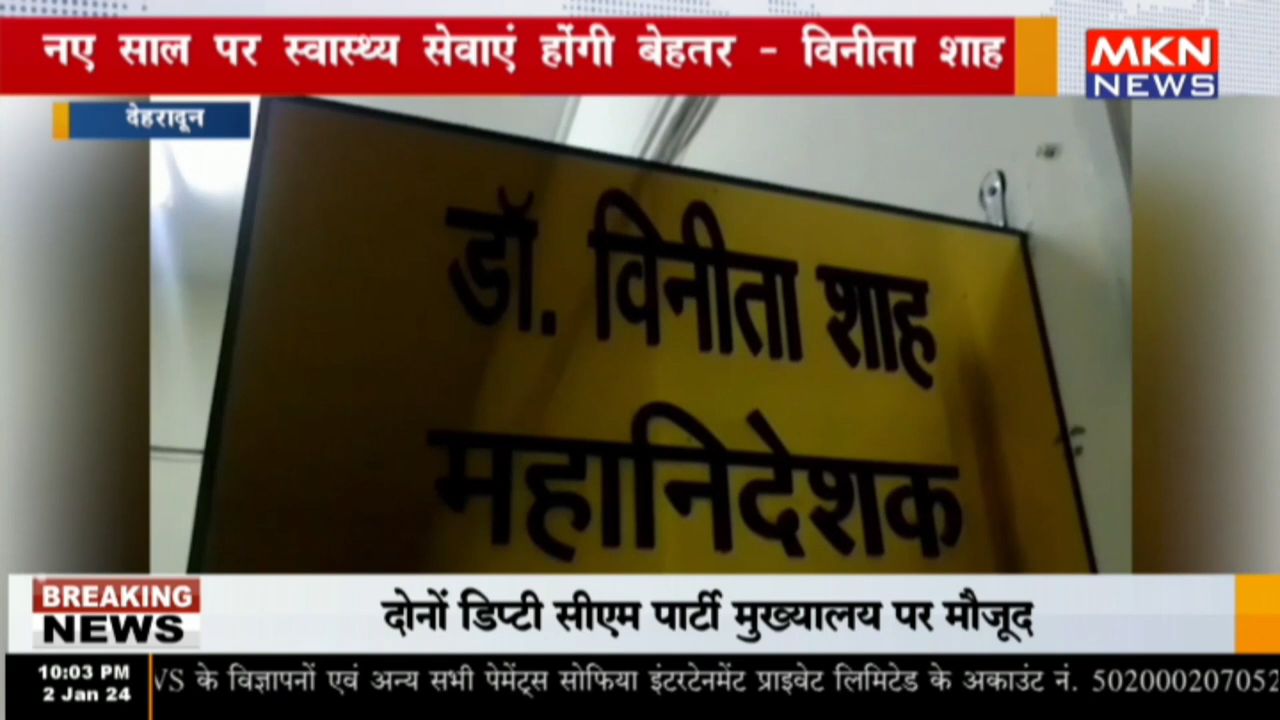 नए साल पर स्वास्थ्य सेवाएं होंगी बेहतर - विनीता शाह
MKN
NEWS
देहरादून
डॉ. विनीता शाह
महानिदेशक
BREAKING
NEWS
दोनों डिप्टी सीएम पार्टी मुख्यालय पर मौजूद
10:03 PM
2 Jan 24
VS के विज्ञापनों एवं अन्य सभी पेमेंट्स सोफिया इंटरटेनमेंट प्राइवेट लिमिटेड के अकाउंट नं. 502000207052